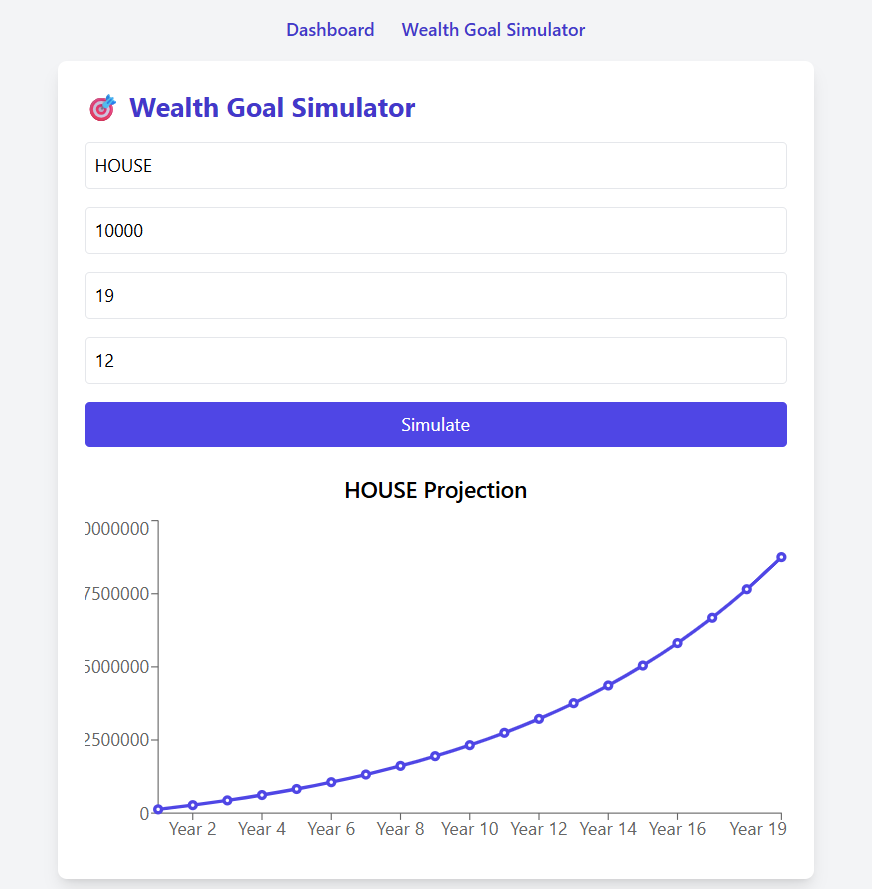 Dashboard Wealth Goal Simulator
🎯 Wealth Goal Simulator
HOUSE
10000
19
12
Simulate
HOUSE Projection
0000000
7500000
5000000
2500000
0
Year 2 Year 4 Year 6 Year 8 Year 10 Year 12 Year 14 Year 16 Year 19